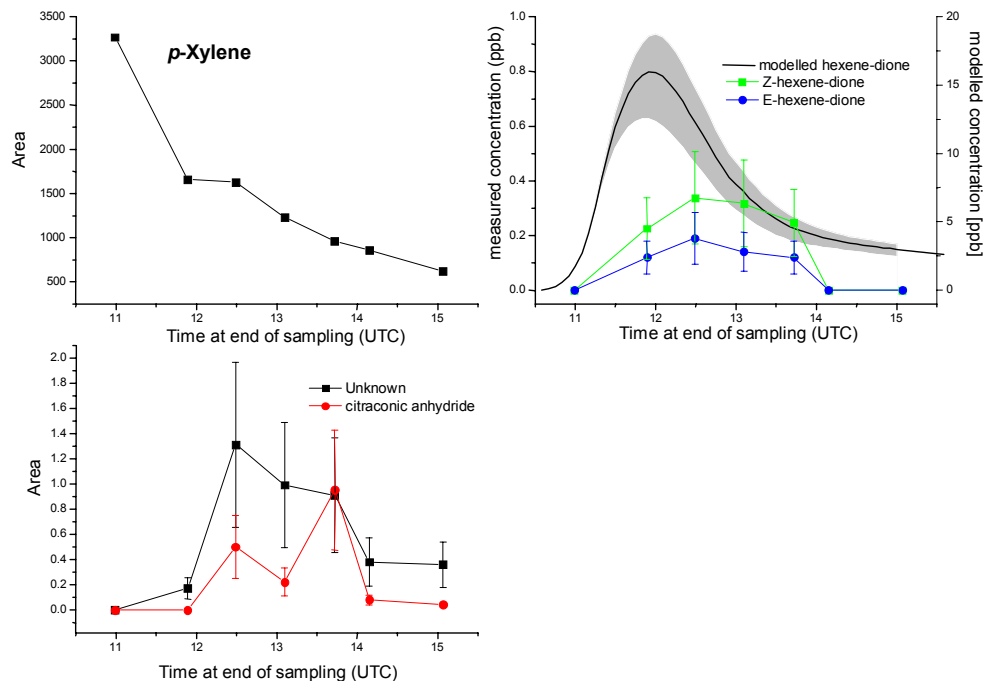 p-Xylene
Area
3500
3000
2500
2000
1500
1000
500
11 12 13 14 15
Time at end of sampling (UTC)
measured concentration (ppb)
1.0
0.8
0.6
0.4
0.2
0.0
modelled hexene-dione
Z-hexene-dione
E-hexene-dione
20
15
10
5
0
modelled concentration [ppb]
11 12 13 14 15
Time at end of sampling (UTC)
Area
2.0
1.8
1.6
1.4
1.2
1.0
0.8
0.6
0.4
0.2
0.0
Unknown
citraconic anhydride
11 12 13 14 15
Time at end of sampling (UTC)